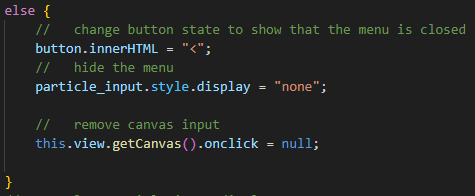 else {
//   change button state to show that the menu is closed
button.innerHTML = "<";
//   hide the menu
particle_input.style.display = "none";
//   remove canvas input
this.view.getCanvas().onclick = null;
}